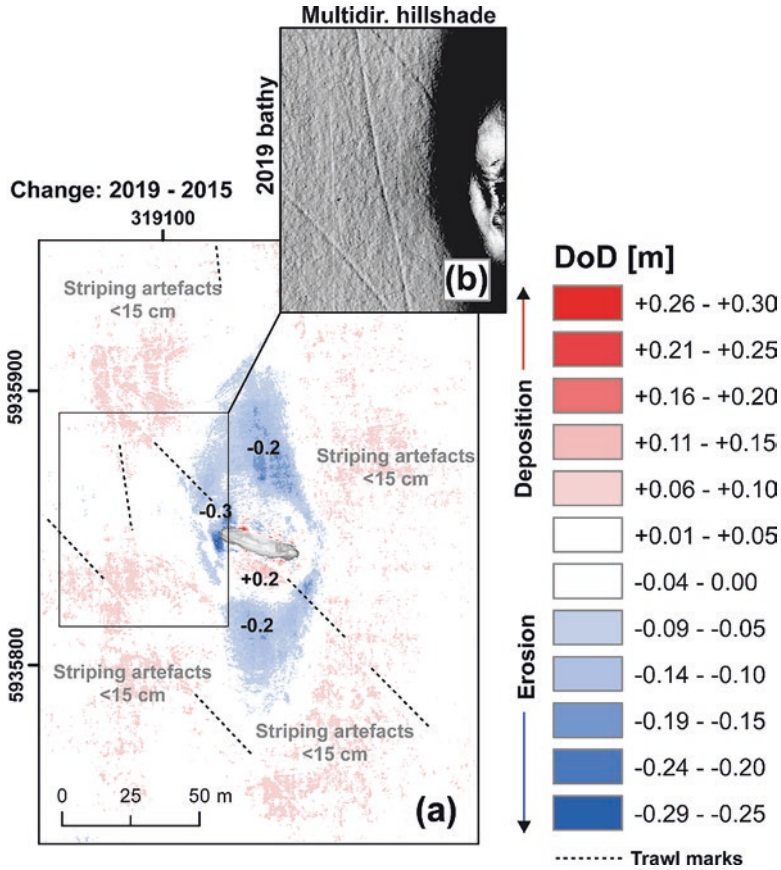 Multidir. hillshade
2019 bathy
(b)
Change: 2019 - 2015
319100
5935900
5935800
Striping artefacts
<15 cm
-0.2
Striping artefacts
<15 cm
-0.3
+0.2
-0.2
Striping artefacts
<15 cm
Striping artefacts
<15 cm
0 25 50 m
(a)
DoD [m]
Deposition
Erosion
+0.26 - +0.30
+0.21 - +0.25
+0.16 - +0.20
+0.11 - +0.15
+0.06 - +0.10
+0.01 - +0.05
-0.04 - 0.00
-0.09 - -0.05
-0.14 - -0.10
-0.19 - -0.15
-0.24 - -0.20
-0.29 - -0.25
Trawl marks